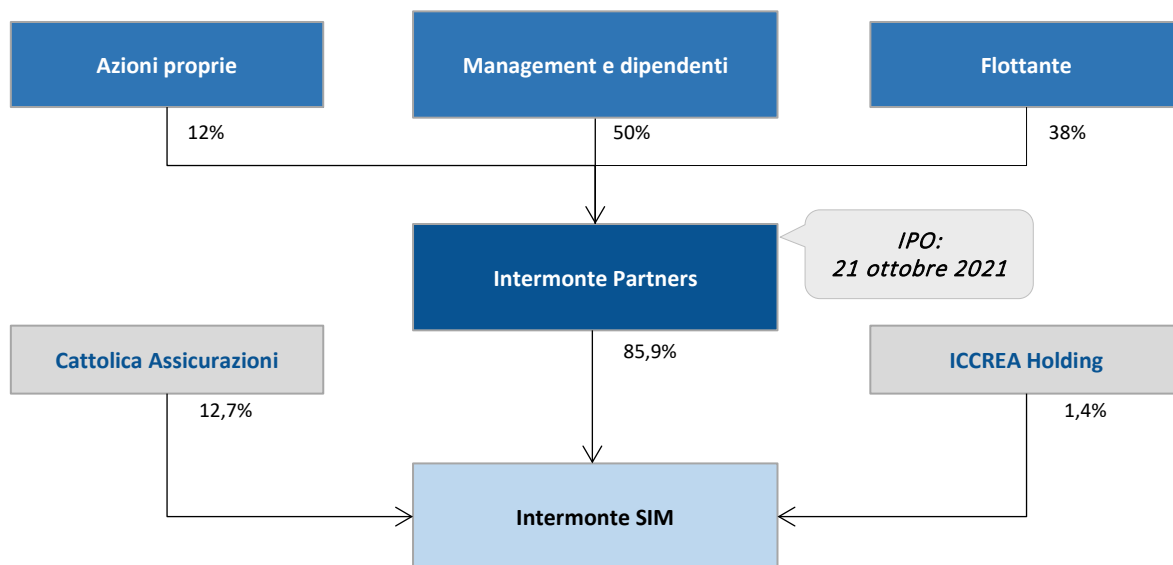 Azioni proprie
Management e dipendenti
Flottante
12%
50%
38%
IPO:
21 ottobre 2021
Intermonte Partners
Cattolica Assicurazioni
85,9%
ICCREA Holding
12,7%
1,4%
Intermonte SIM